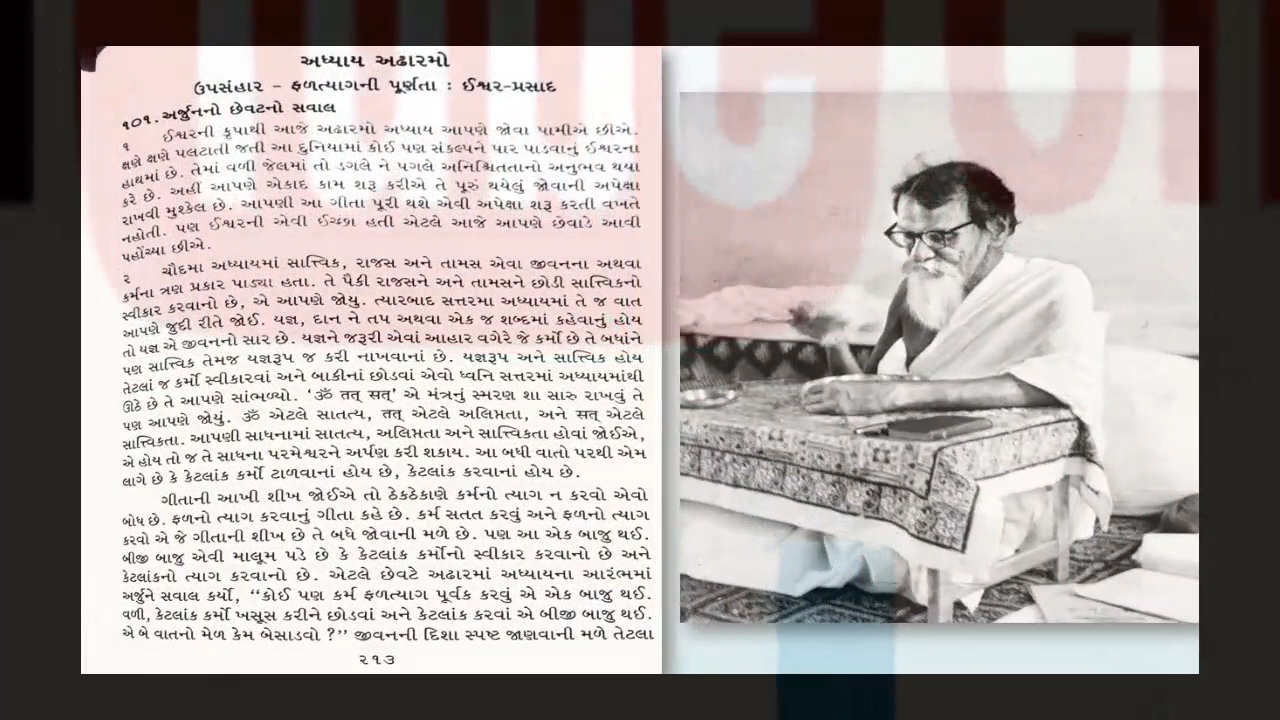 અધ્યાય અઢારમો
ઉપસંહાર – ફળત્યાગની પૂર્ણતા : ઈશ્વર-પ્રસાદ
૧૦૧. અર્જુનનો છેવટનો સવાલ
૧ ઈશ્વરની કૃપાથી આજે અઢારમો અધ્યાય આપણે જોવા પામીએ છીએ.
ક્ષણે ક્ષણે પલટાતી જતી આ દુનિયામાં કોઈ પણ સંકલ્પને પાર પાડવાનું ઈશ્વરના
હાથમાં છે. તેમાં વળી જેલમાં તો ડગલે ને પગલે અનિશ્ચિતતાનો અનુભવ થયા
કરે છે. અહીં આપણે એકાદ કામ શરૂ કરીએ તે પૂરું થયેલું જોવાની અપેક્ષા
રાખવી મુશ્કેલ છે. આપણી આ ગીતા પૂરી થશે એવી અપેક્ષા શરૂ કરતી વખતે
નહોતી. પણ ઈશ્વરની એવી ઈચ્છા હતી એટલે આજે આપણે છેવાડે આવી
પહોંચ્યા છીએ.
૨ ચૌદમા અધ્યાયમાં સાત્ત્વિક, રાજસ અને તામસ એવા જીવનના અથવા
કર્મના ત્રણ પ્રકાર પાડ્યા હતા. તે પૈકી રાજસને અને તામસને છોડી સાત્ત્વિકનો
સ્વીકાર કરવાનો છે, એ આપણે જોયું. ત્યારબાદ સત્તરમા અધ્યાયમાં તે જ વાત
આપણે જુદી રીતે જોઈ. યજ્ઞ, દાન ને તપ અથવા એક જ શબ્દમાં કહેવાનું હોય
તો યજ્ઞ એ જીવનનો સાર છે. યજ્ઞને જરૂરી એવાં આહાર વગેરે જે કર્મો છે તે બધાંને
પણ સાત્ત્વિક તેમજ યજ્ઞરૂપ જ કરી નાખવાનાં છે. યજ્ઞરૂપ અને સાત્ત્વિક હોય
તેટલાં જ કર્મો સ્વીકારવાં અને બાકીનાં છોડવાં એવો ધ્વનિ સત્તરમાં અધ્યાયમાંથી
ઊઠે છે તે આપણે સાંભળ્યો. ‘ૐ तत् सत्’ એ મંત્રનું સ્મરણ શા સારુ રાખવું તે
પણ આપણે જોયું. ૐ એટલે સાતત્ય, तत् એટલે અલિપ્તતા, અને सत् એટલે
સાત્ત્વિકતા. આપણી સાધનામાં સાતત્ય, અલિપ્તતા અને સાત્ત્વિકતા હોવાં જોઈએ,
એ હોય તો જ તે સાધના પરમેશ્વરને અર્પણ કરી શકાય. આ બધી વાતો પરથી એમ
લાગે છે કે કેટલાંક કર્મો ટાળવાનાં હોય છે, કેટલાંક કરવાનાં હોય છે.
ગીતાની આખી શીખ જોઈએ તો ઠેકઠેકાણે કર્મનો ત્યાગ ન કરવો એવો
બોધ છે. ફળનો ત્યાગ કરવાનું ગીતા કહે છે. કર્મ સતત કરવું અને ફળનો ત્યાગ
કરવો એ જે ગીતાની શીખ છે તે બધે જોવાની મળે છે. પણ આ એક બાજુ થઈ.
બીજી બાજુ એવી માલૂમ પડે છે કે કેટલાંક કર્મોનો સ્વીકાર કરવાનો છે અને
કેટલાંકનો ત્યાગ કરવાનો છે. એટલે છેવટે અઢારમાં અધ્યાયના આરંભમાં
અર્જુને સવાલ કર્યો, “કોઈ પણ કર્મ ફળત્યાગ પૂર્વક કરવું એ એક બાજુ થઈ.
વળી, કેટલાંક કર્મો ખસૂસ કરીને છોડવાં અને કેટલાંક કરવાં એ બીજી બાજુ થઈ.
એ બે વાતનો મેળ કેમ બેસાડવો ?” જીવનની દિશા સ્પષ્ટ જાણવાની મળે તેટલા
૨૧૩